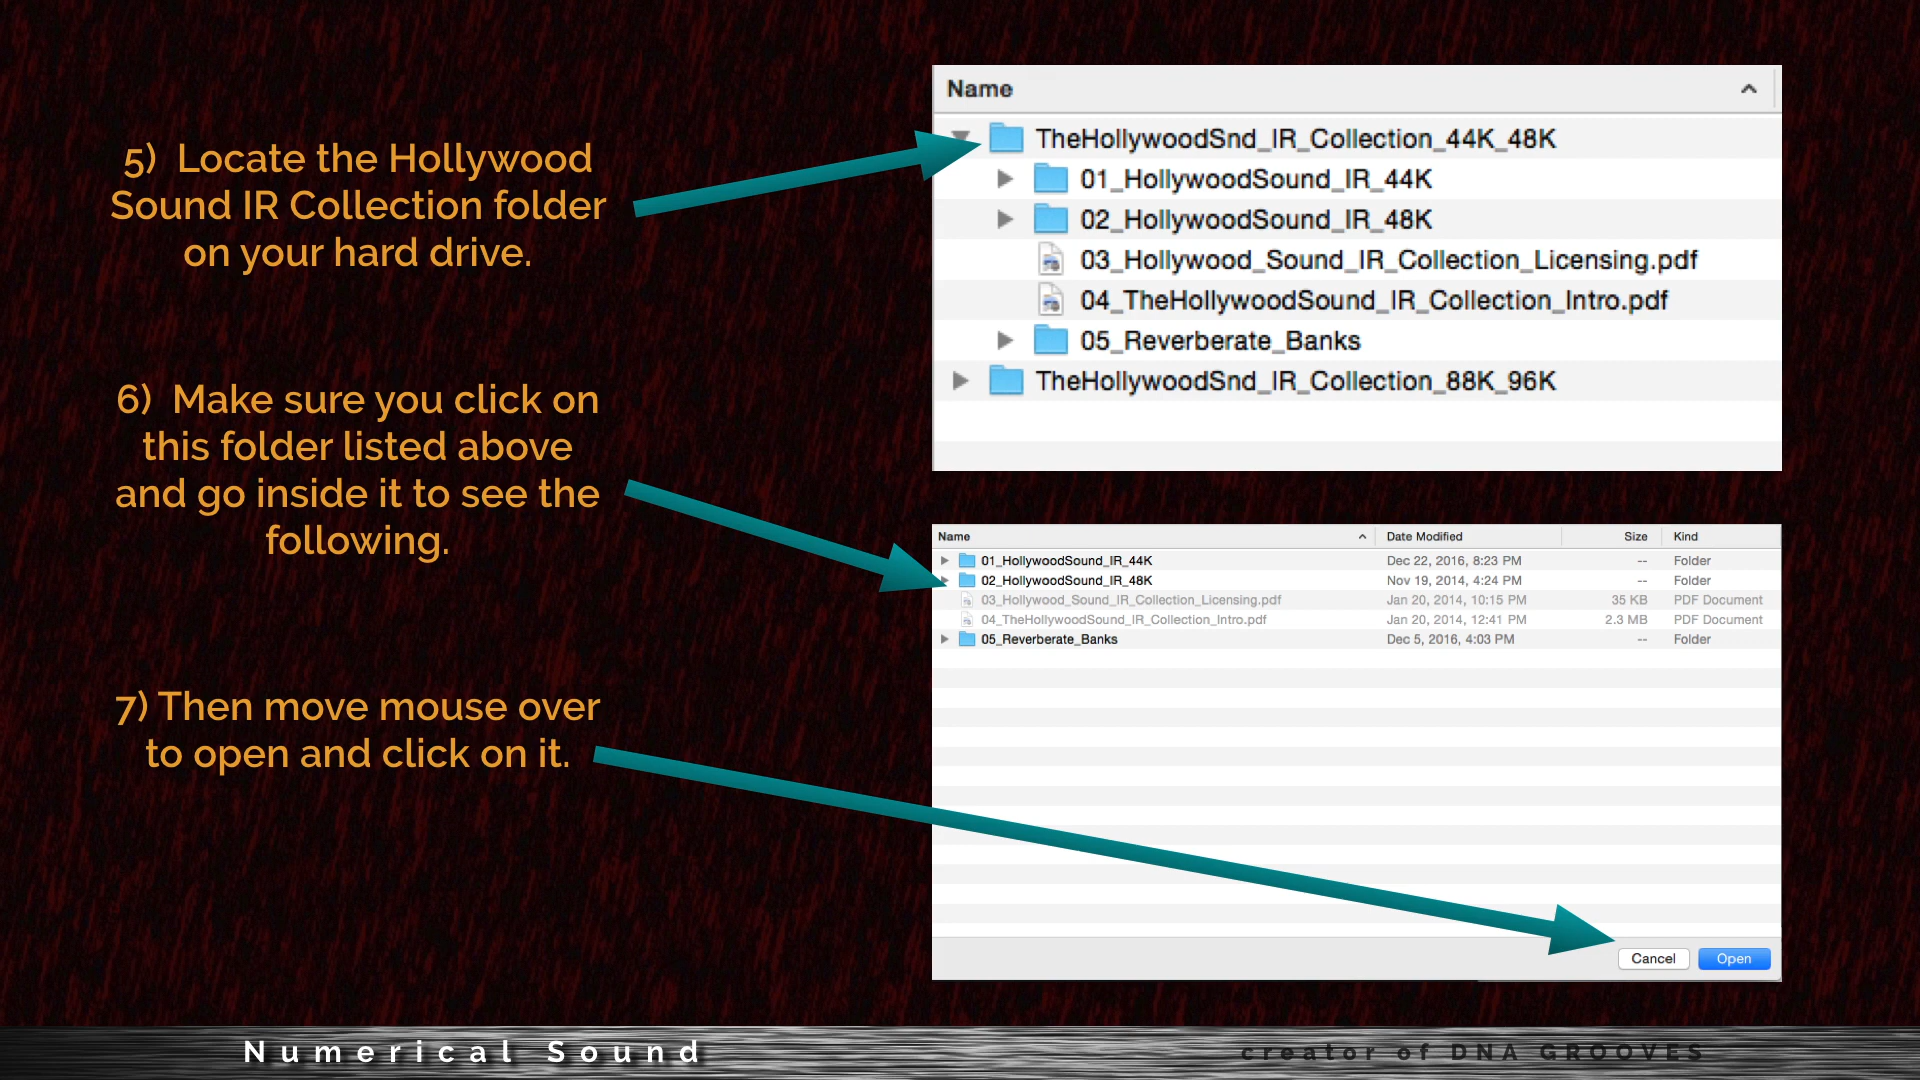 5)  Locate the Hollywood
Sound IR Collection folder
on your hard drive.
6)  Make sure you click on
this folder listed above
and go inside it to see the
following.
7) Then move mouse over
to open and click on it.
Name
TheHollywoodSnd_IR_Collection_44K_48K
01_HollywoodSound_IR_44K
02_HollywoodSound_IR_48K
03_Hollywood_Sound_IR_Collection_Licensing.pdf
04_TheHollywoodSound_IR_Collection_Intro.pdf
05_Reverberate_Banks
TheHollywoodSnd_IR_Collection_88K_96K
Name Date Modified Size Kind
01_HollywoodSound_IR_44K Dec 22, 2016, 8:23 PM -- Folder
02_HollywoodSound_IR_48K Nov 19, 2014, 4:24 PM -- Folder
03_Hollywood_Sound_IR_Collection_Licensing.pdf Jan 20, 2014, 10:15 PM 35 KB PDF Document
04_TheHollywoodSound_IR_Collection_Intro.pdf Jan 20, 2014, 12:41 PM 2.3 MB PDF Document
05_Reverberate_Banks Dec 5, 2016, 4:03 PM -- Folder
Cancel Open
Numerical Sound creator of DNA GROOVES